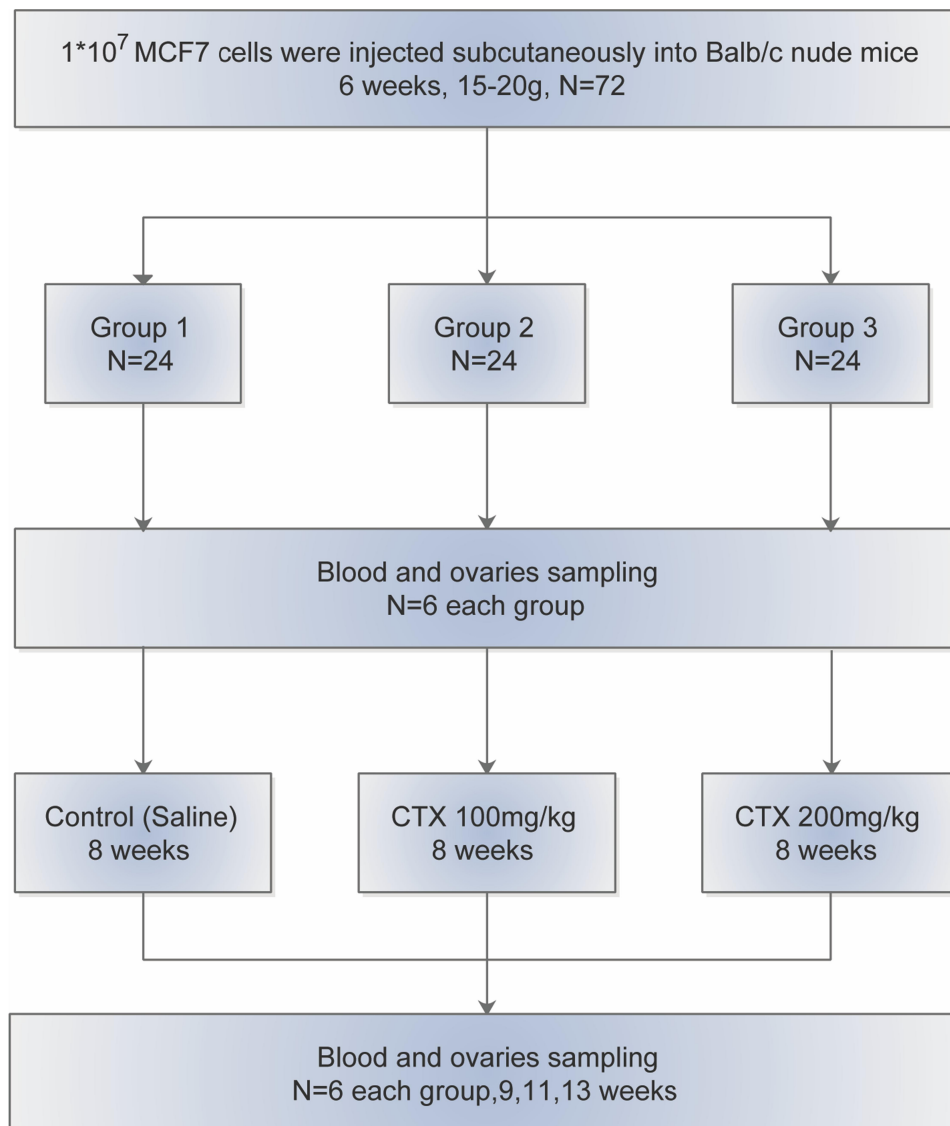 1*10⁷ MCF7 cells were injected subcutaneously into Balb/c nude mice
6 weeks, 15-20g, N=72
Group 1
N=24
Group 2
N=24
Group 3
N=24
Blood and ovaries sampling
N=6 each group
Control (Saline)
8 weeks
CTX 100mg/kg
8 weeks
CTX 200mg/kg
8 weeks
Blood and ovaries sampling
N=6 each group,9,11,13 weeks